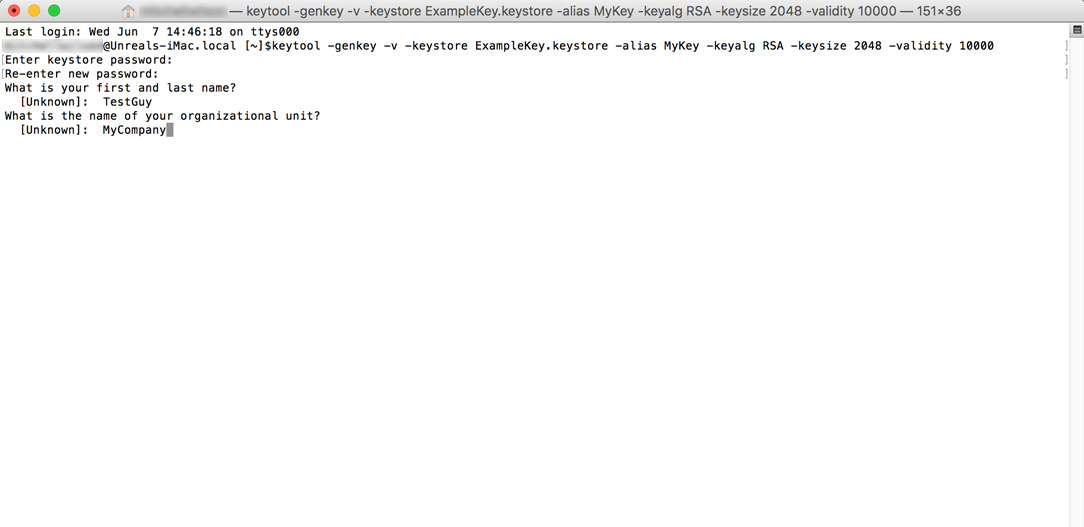 — keytool -genkey -v -keystore ExampleKey.keystore -alias MyKey -keyalg RSA -keysize 2048 -validity 10000 — 151×36
Last login: Wed Jun  7 14:46:18 on ttys000
@Unreals-iMac.local [~]$keytool -genkey -v -keystore ExampleKey.keystore -alias MyKey -keyalg RSA -keysize 2048 -validity 10000
Enter keystore password:
Re-enter new password:
What is your first and last name?
[Unknown]:  TestGuy
What is the name of your organizational unit?
[Unknown]:  MyCompany